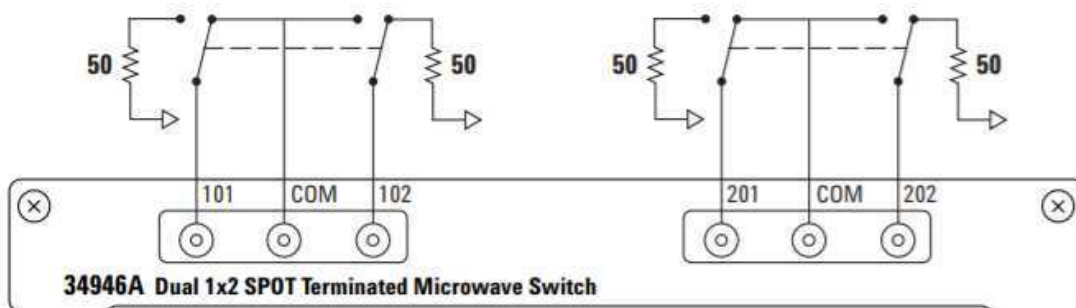 50 50 50 50
101 COM 102 201 COM 202
34946A Dual 1x2 SPOT Terminated Microwave Switch